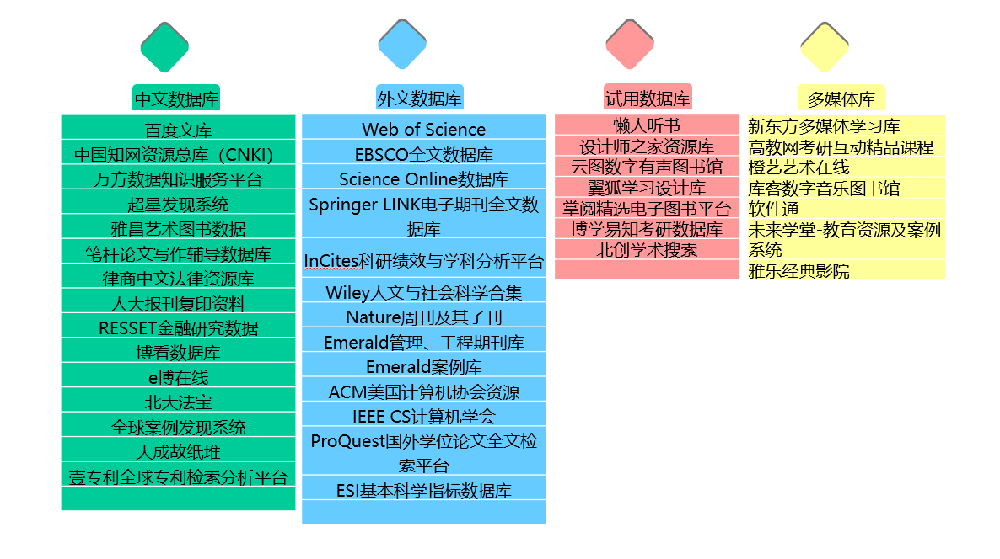 中文数据库
百度文库
中国知网资源总库（CNKI）
万方数据知识服务平台
超星发现系统
雅昌艺术图书数据
笔杆论文写作辅导数据库
律商中文法律资源库
人大报刊复印资料
RESSET金融研究数据
博看数据库
e博在线
北大法宝
全球案例发现系统
大成故纸堆
壹专利全球专利检索分析平台
外文数据库
Web of Science
EBSCO全文数据库
Science Online数据库
Springer LINK电子期刊全文数
据库
InCites科研绩效与学科分析平台
Wiley人文与社会科学合集
Nature周刊及其子刊
Emerald管理、工程期刊库
Emerald案例库
ACM美国计算机协会资源
IEEE CS计算机学会
ProQuest国外学位论文全文检
索平台
ESI基本科学指标数据库
试用数据库
懒人听书
设计师之家资源库
云图数字有声图书馆
翼狐学习设计库
掌阅精选电子图书平台
博学易知考研数据库
北创学术搜索
多媒体库
新东方多媒体学习库
高教网考研互动精品课程
橙艺艺术在线
库客数字音乐图书馆
软件通
未来学堂-教育资源及案例
系统
雅乐经典影院